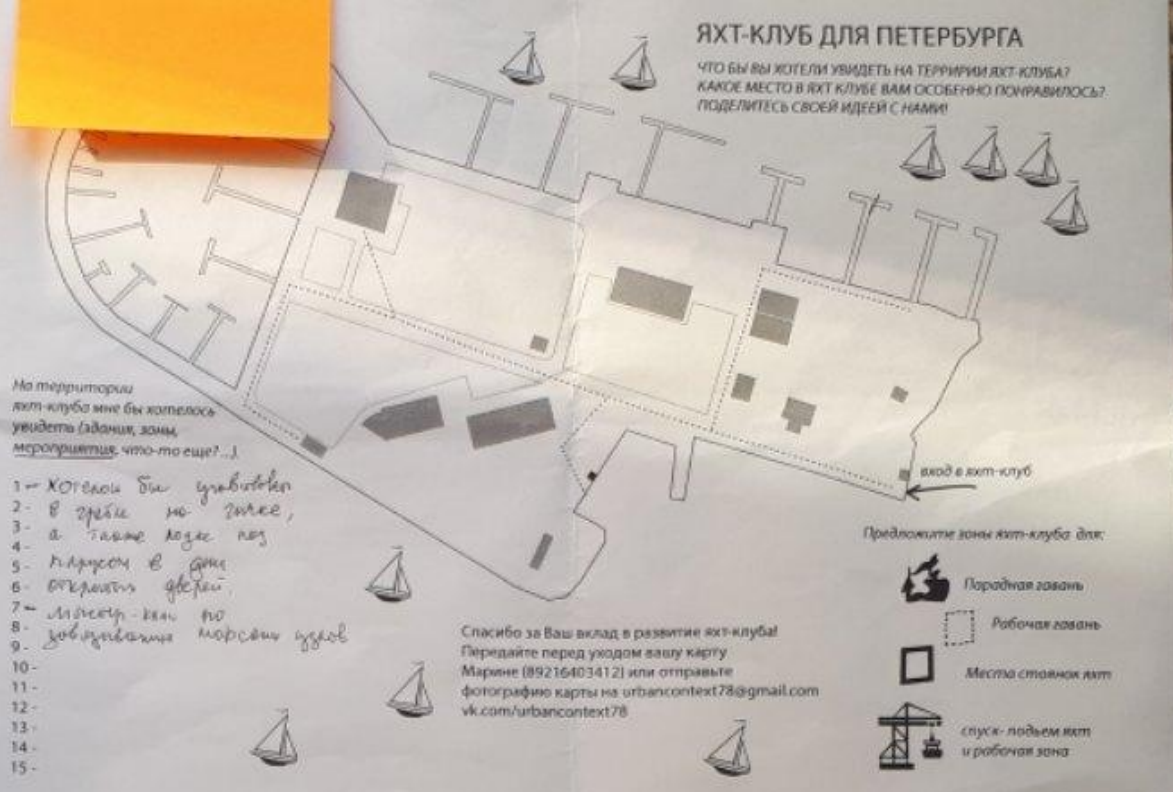 ЯХТ-КЛУБ ДЛЯ ПЕТЕРБУРГА
ЧТО БЫ ВЫ ХОТЕЛИ УВИДЕТЬ НА ТЕРРИРИИ ЯХТ-КЛУБА?
КАКОЕ МЕСТО В ЯХТ КЛУБЕ ВАМ ОСОБЕННО ПОНРАВИЛОСЬ?
ПОДЕЛИТЕСЬ СВОЕЙ ИДЕЕЙ С НАМИ!
На территории
яхт-клуба мне бы хотелось
увидеть (здания, зоны,
мероприятия, что-то еще?...).
1- Хотелось бы
2- в гребле на гичке,
3- а также под
4-
5- парусом в дни
6- открытых дверей.
7- Мастер-класс по
8- завязыванию морских узлов
9-
10-
11-
12-
13-
14-
15-
вход в яхт-клуб
Предложите зоны яхт-клуба для:
Парадная гавань
Рабочая гавань
Места стоянок яхт
спуск- подъем яхт
и рабочая зона
Спасибо за Ваш вклад в развитие яхт-клуба!
Передайте перед уходом вашу карту
Марине (89216403412) или отправьте
фотографию карты на urbancontext78@gmail.com
vk.com/urbancontext78